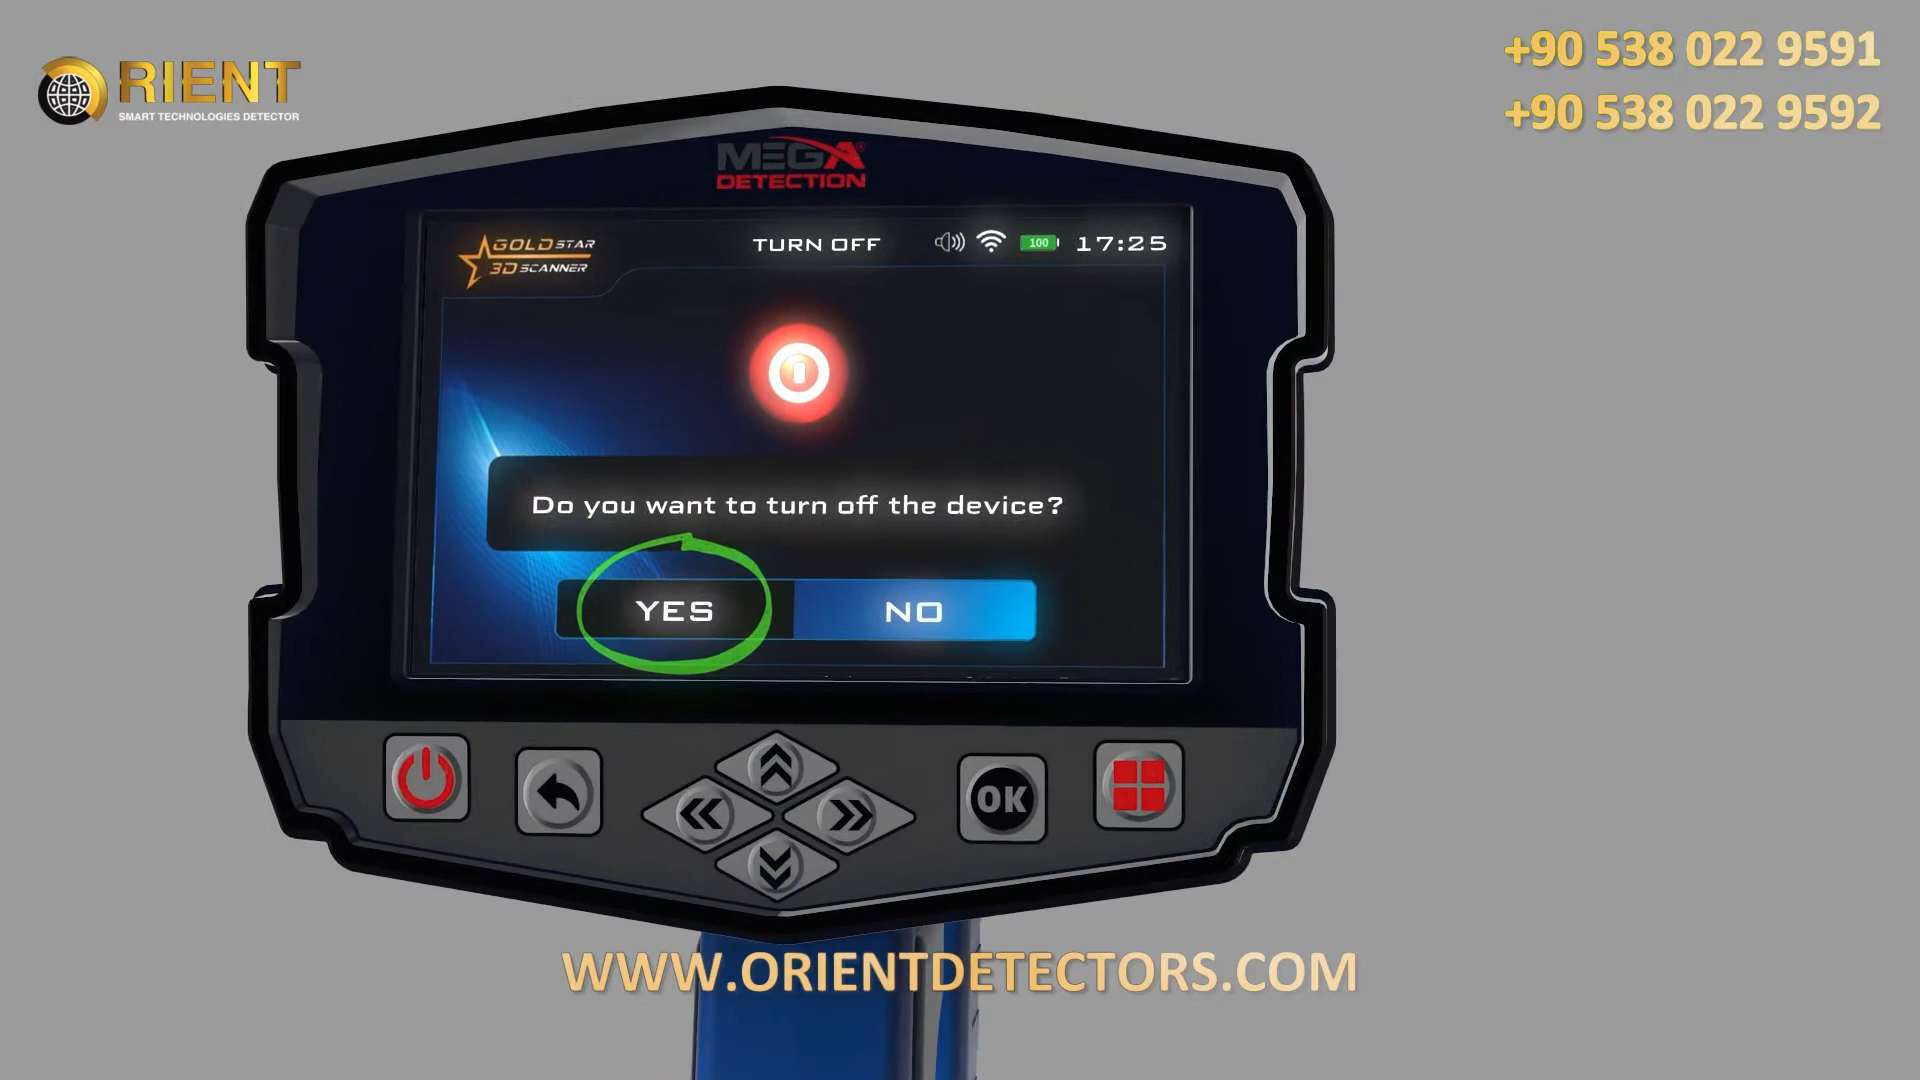 RIENT
SMART TECHNOLOGIES DETECTOR
+90 538 022 9591
+90 538 022 9592
MEGA®
DETECTION
GOLD STAR
3D SCANNER
TURN OFF
100
17:25
Do you want to turn off the device?
YES
NO
OK
WWW.ORIENTDETECTORS.COM